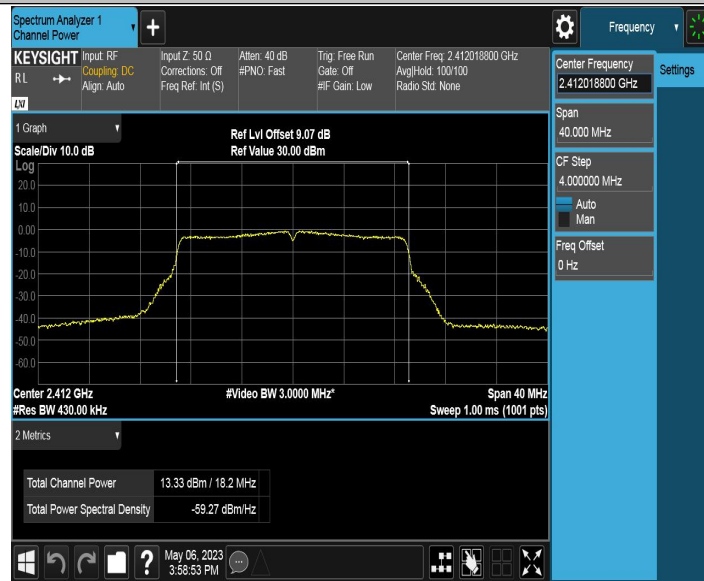 Spectrum Analyzer 1
Channel Power
+
Frequency
KEYSIGHT
RL
LXI
Input: RF
Coupling: DC
Align: Auto
Input Z: 50 Ω
Corrections: Off
Freq Ref: Int (S)
Atten: 40 dB
#PNO: Fast
Trig: Free Run
Gate: Off
#IF Gain: Low
Center Freq: 2.412018800 GHz
Avg|Hold: 100/100
Radio Std: None
Center Frequency
2.412018800 GHz
Settings
Span
40.000 MHz
CF Step
4.000000 MHz
Auto
Man
Freq Offset
0 Hz
1 Graph
Scale/Div 10.0 dB
Ref Lvl Offset 9.07 dB
Ref Value 30.00 dBm
Log
20.0
10.0
0.00
-10.0
-20.0
-30.0
-40.0
-50.0
-60.0
Center 2.412 GHz
#Video BW 3.0000 MHz*
Span 40 MHz
#Res BW 430.00 kHz
Sweep 1.00 ms (1001 pts)
2 Metrics
Total Channel Power 13.33 dBm / 18.2 MHz
Total Power Spectral Density -59.27 dBm/Hz
?
May 06, 2023
3:58:53 PM